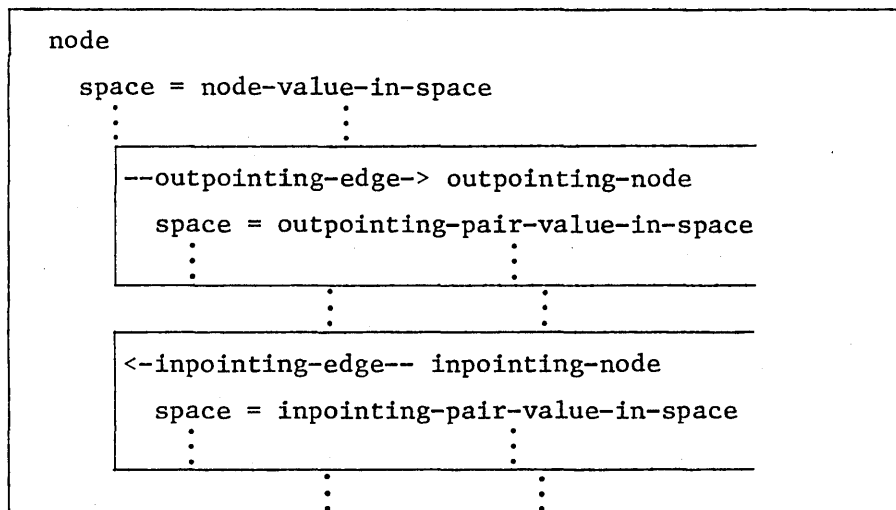 node
space = node-value-in-space
--outpointing-edge-> outpointing-node
space = outpointing-pair-value-in-space
<-inpointing-edge-- inpointing-node
space = inpointing-pair-value-in-space